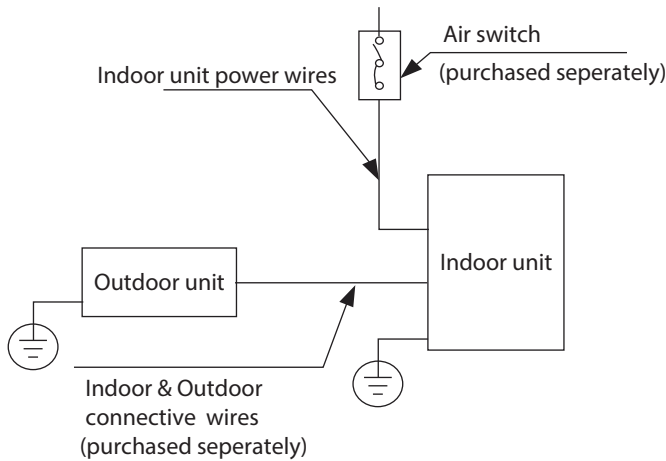 Air switch
(purchased seperately)
Indoor unit power wires
Indoor unit
Outdoor unit
Indoor & Outdoor
connective wires
(purchased seperately)